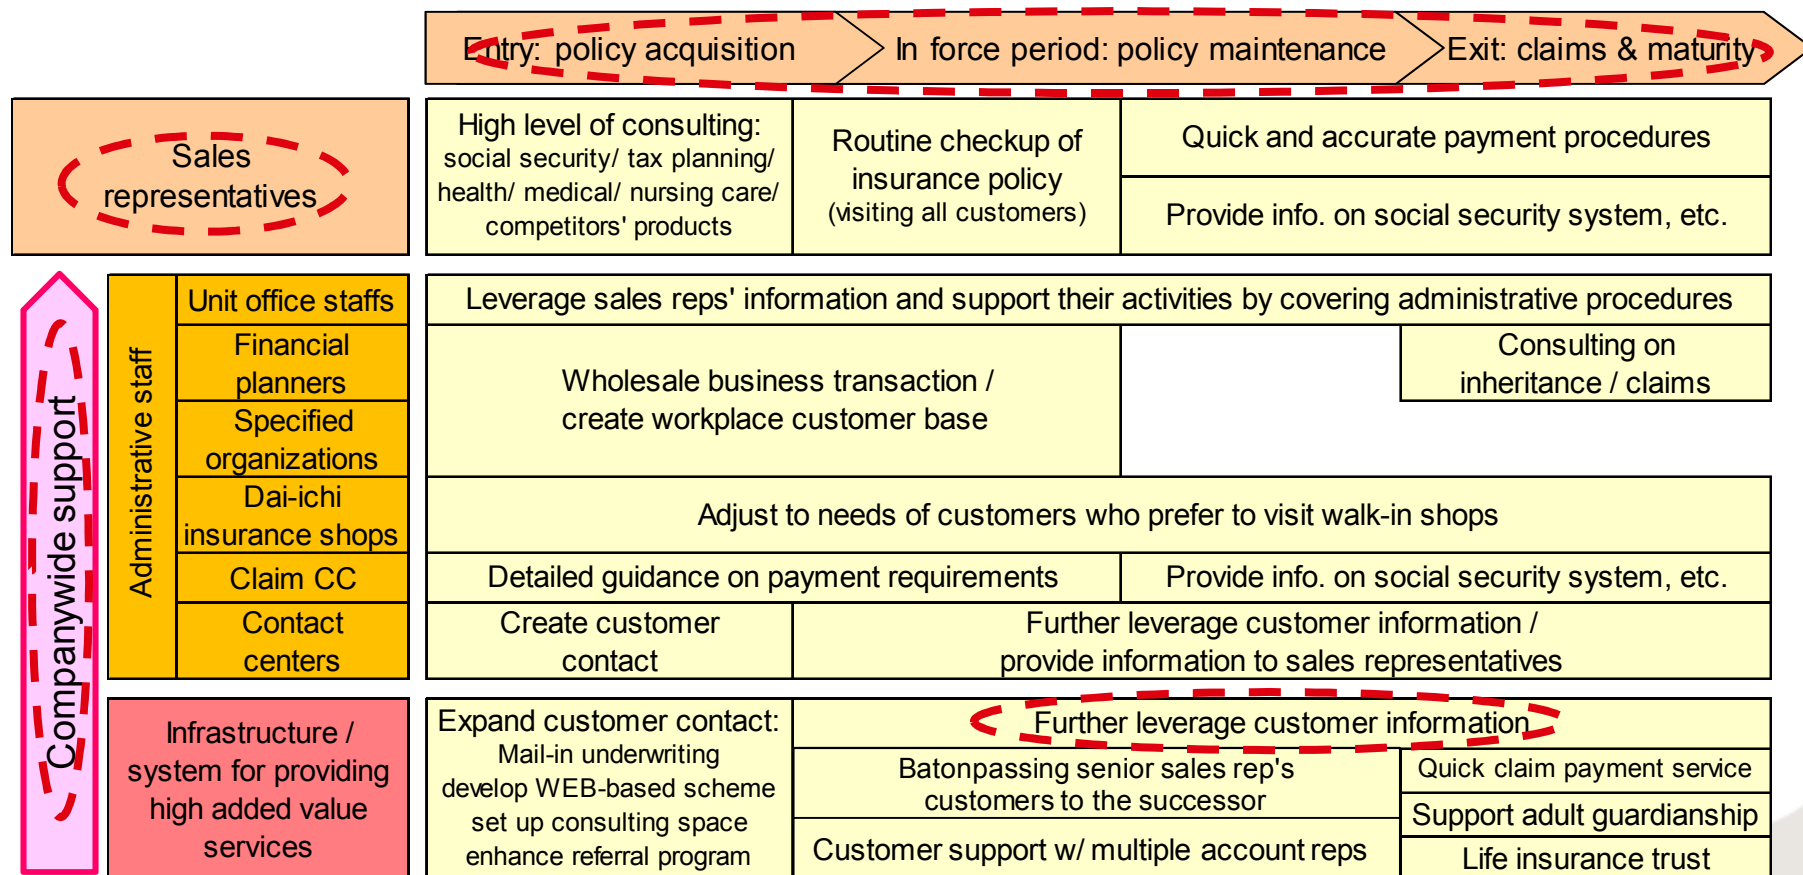 Entry: policy acquisition
In force period: policy maintenance
Exit: claims & maturity
Sales
representatives
High level of consulting:
social security/ tax planning/
health/ medical/ nursing care/
competitors' products
Routine checkup of
insurance policy
(visiting all customers)
Quick and accurate payment procedures
Provide info. on social security system, etc.
Companywide support
Administrative staff
Unit office staffs
Leverage sales reps' information and support their activities by covering administrative procedures
Financial
planners
Specified
organizations
Wholesale business transaction /
create workplace customer base
Consulting on
inheritance / claims
Dai-ichi
insurance shops
Adjust to needs of customers who prefer to visit walk-in shops
Claim CC
Detailed guidance on payment requirements
Provide info. on social security system, etc.
Contact
centers
Create customer
contact
Further leverage customer information /
provide information to sales representatives
Infrastructure /
system for providing
high added value
services
Expand customer contact:
Mail-in underwriting
develop WEB-based scheme
set up consulting space
enhance referral program
Further leverage customer information
Batonpassing senior sales rep's
customers to the successor
Customer support w/ multiple account reps
Quick claim payment service
Support adult guardianship
Life insurance trust